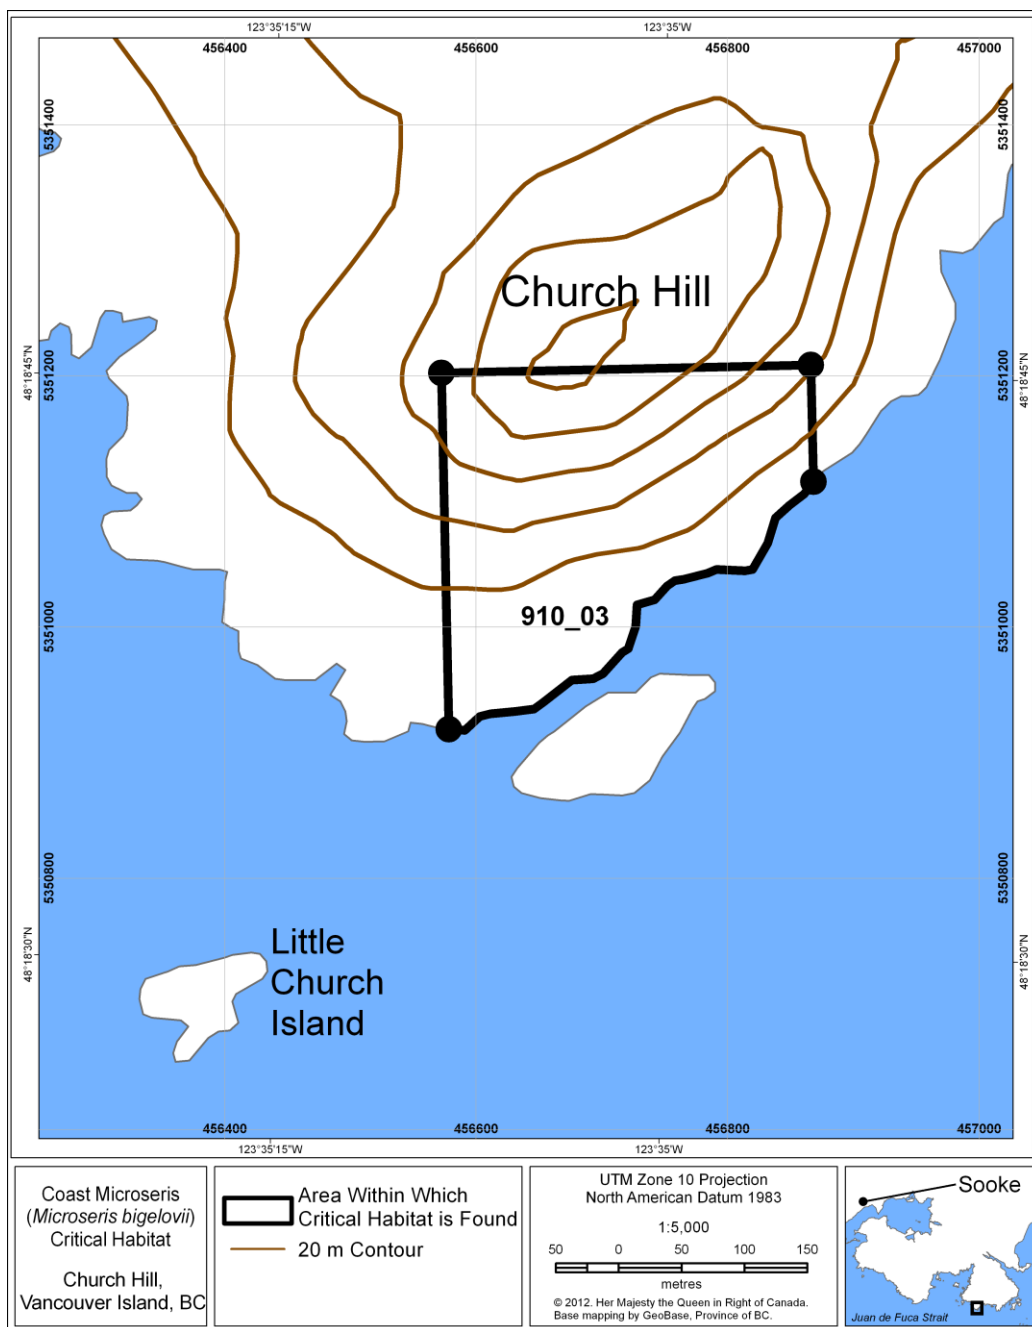 123°35'15"W
123°35'W
456400
456600
456800
457000
5351400
5351400
Church Hill
48°18'45"N
5351200
5351200
48°18'45"N
910_03
5351000
5351000
5350800
5350800
48°18'30"N
48°18'30"N
Little
Church
Island
456400
456600
456800
457000
123°35'15"W
123°35'W
Coast Microseris
(Microseris bigelovii)
Critical Habitat
Church Hill,
Vancouver Island, BC
Area Within Which
Critical Habitat is Found
20 m Contour
UTM Zone 10 Projection
North American Datum 1983
1:5,000
50 0 50 100 150
metres
© 2012. Her Majesty the Queen in Right of Canada.
Base mapping by GeoBase, Province of BC.
Sooke
Juan de Fuca Strait